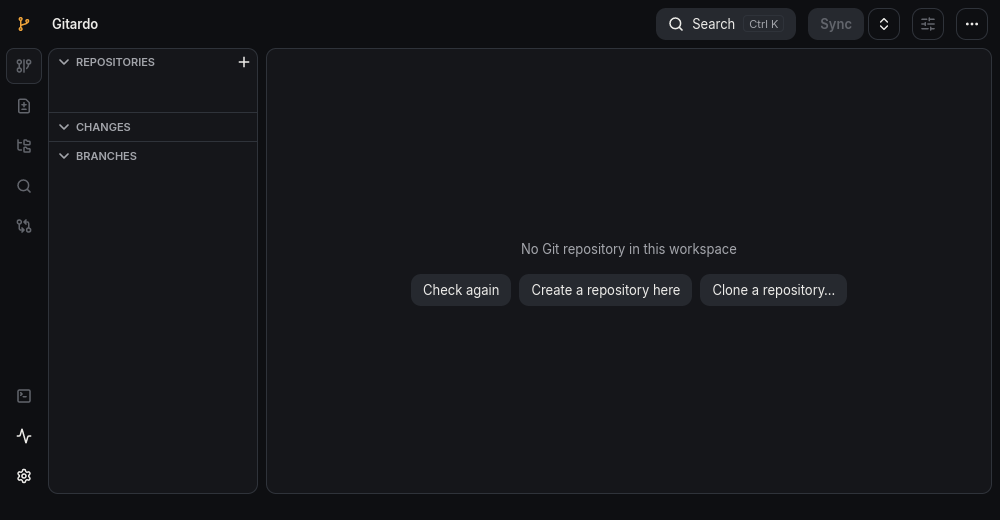 Gitardo
Search Ctrl K
Sync
REPOSITORIES
CHANGES
BRANCHES
No Git repository in this workspace
Check again
Create a repository here
Clone a repository...